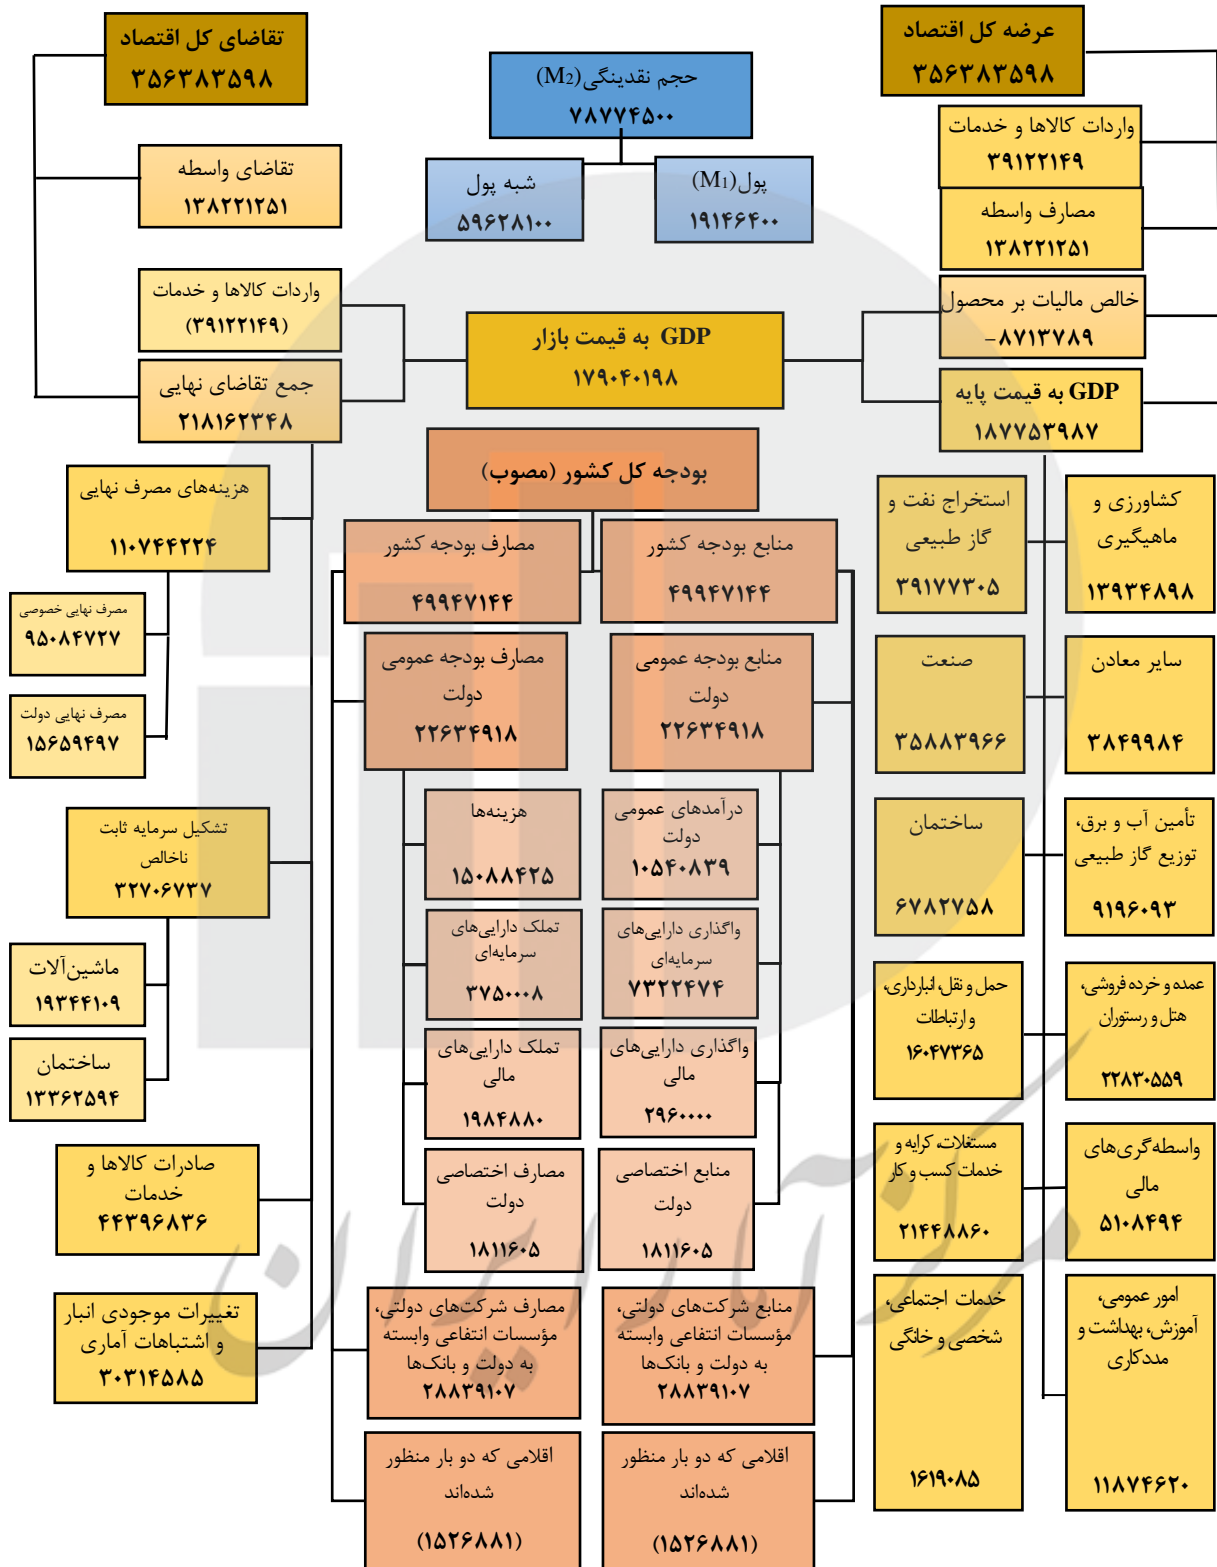 عرضه کل اقتصاد
۳۵۶۳۸۳۵۹۸
واردات کالاها و خدمات
۳۹۱۲۲۱۴۹
مصارف واسطه
۱۳۸۲۲۱۲۵۱
خالص مالیات بر محصول
-۸۷۱۳۷۸۹
GDP به قیمت پایه
۱۸۷۷۵۳۹۸۷
کشاورزی و
ماهیگیری
۱۳۹۳۴۸۹۸
استخراج نفت و
گاز طبیعی
۳۹۱۷۷۳۰۵
سایر معادن
۳۸۴۹۹۸۴
صنعت
۳۵۸۸۳۹۶۶
تأمین آب و برق،
توزیع گاز طبیعی
۹۱۹۶۰۹۳
ساختمان
۶۷۸۲۷۵۸
عمده و خرده فروشی،
هتل و رستوران
۲۲۸۳۰۵۵۹
حمل و نقل، انبارداری،
و ارتباطات
۱۶۰۴۷۳۶۵
واسطه‌گری‌های
مالی
۵۱۰۸۴۹۴
مستغلات، کرایه و
خدمات کسب و کار
۲۱۴۴۸۸۶۰
امور عمومی،
آموزش، بهداشت و
مددکاری
۱۱۸۷۴۶۲۰
خدمات اجتماعی،
شخصی و خانگی
۱۶۱۹۰۸۵
حجم نقدینگی(M2)
۷۸۷۷۴۵۰۰
پول(M1)
۱۹۱۴۶۴۰۰
شبه پول
۵۹۶۲۸۱۰۰
GDP به قیمت بازار
۱۷۹۰۴۰۱۹۸
بودجه کل کشور (مصوب)
منابع بودجه کشور
۴۹۹۴۷۱۴۴
مصارف بودجه کشور
۴۹۹۴۷۱۴۴
منابع بودجه عمومی
دولت
۲۲۶۳۴۹۱۸
مصارف بودجه عمومی
دولت
۲۲۶۳۴۹۱۸
درآمدهای عمومی
دولت
۱۰۵۴۰۸۳۹
هزینه‌ها
۱۵۰۸۸۴۲۵
واگذاری دارایی‌های
سرمایه‌ای
۷۳۲۲۴۷۴
تملک دارایی‌های
سرمایه‌ای
۳۷۵۰۰۰۸
واگذاری دارایی‌های
مالی
۲۹۶۰۰۰۰
تملک دارایی‌های
مالی
۱۹۸۴۸۸۰
منابع اختصاصی
دولت
۱۸۱۱۶۰۵
مصارف اختصاصی
دولت
۱۸۱۱۶۰۵
منابع شرکت‌های دولتی،
مؤسسات انتفاعی وابسته
به دولت و بانک‌ها
۲۸۸۳۹۱۰۷
مصارف شرکت‌های دولتی،
مؤسسات انتفاعی وابسته
به دولت و بانک‌ها
۲۸۸۳۹۱۰۷
اقلامی که دو بار منظور
شده‌اند
(۱۵۲۶۸۸۱)
اقلامی که دو بار منظور
شده‌اند
(۱۵۲۶۸۸۱)
تقاضای کل اقتصاد
۳۵۶۳۸۳۵۹۸
تقاضای واسطه
۱۳۸۲۲۱۲۵۱
واردات کالاها و خدمات
(۳۹۱۲۲۱۴۹)
جمع تقاضای نهایی
۲۱۸۱۶۲۳۴۸
هزینه‌های مصرف نهایی
۱۱۰۷۴۴۲۲۴
مصرف نهایی خصوصی
۹۵۰۸۴۷۲۷
مصرف نهایی دولت
۱۵۶۵۹۴۹۷
تشکیل سرمایه ثابت
ناخالص
۳۲۷۰۶۷۳۷
ماشین‌آلات
۱۹۳۴۴۱۰۹
ساختمان
۱۳۳۶۲۵۹۴
صادرات کالاها و
خدمات
۴۴۳۹۶۸۳۶
تغییرات موجودی انبار
و اشتباهات آماری
۳۰۳۱۴۵۸۵
مرکز آمار ایران